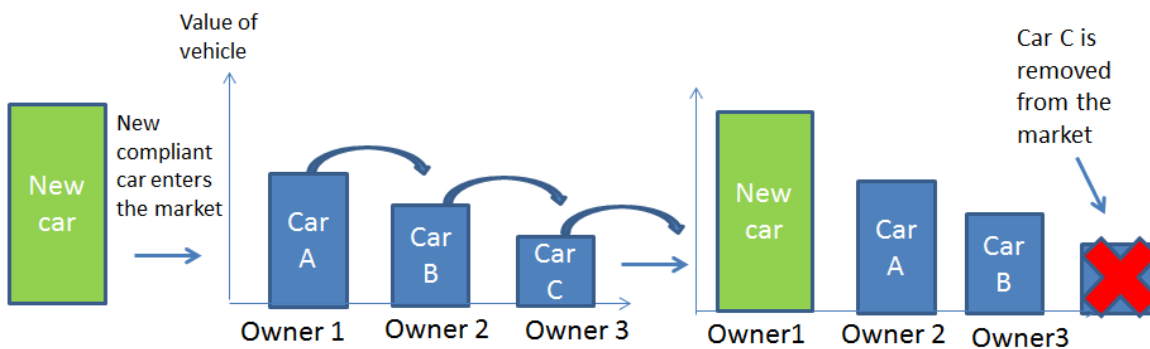 Value of
vehicle
New
car
New
compliant
car enters
the market
Car
A
Car
B
Car
C
Owner 1
Owner 2
Owner 3
Car C is
removed
from the
market
New
car
Car
A
Car
B
Owner1
Owner 2
Owner3